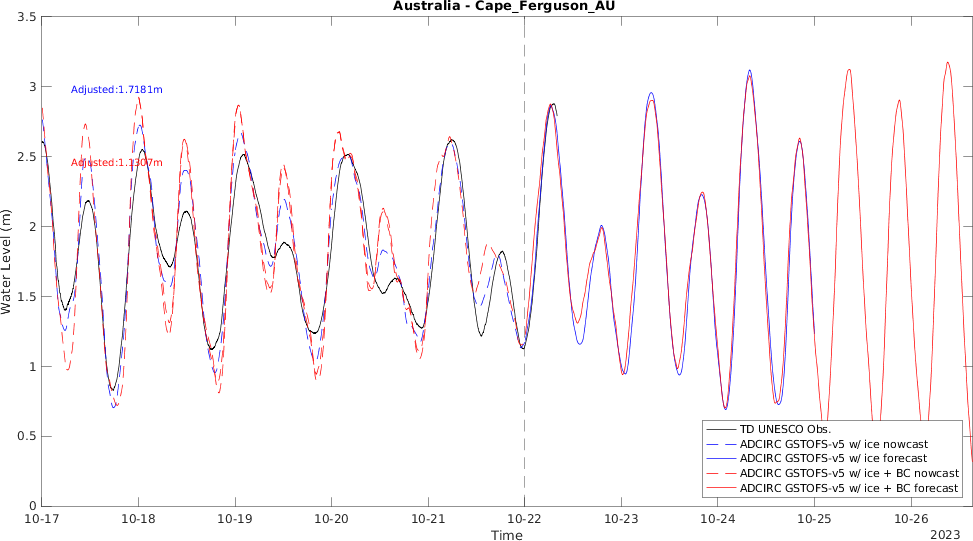 Australia - Cape_Ferguson_AU
3.5
3
2.5
2
1.5
1
0.5
0
Water Level (m)
Adjusted:1.7181m
Adjusted:1.1307m
TD UNESCO Obs.
ADCIRC GSTOFS-v5 w/ ice nowcast
ADCIRC GSTOFS-v5 w/ ice forecast
ADCIRC GSTOFS-v5 w/ ice + BC nowcast
ADCIRC GSTOFS-v5 w/ ice + BC forecast
10-17 10-18 10-19 10-20 10-21 10-22 10-23 10-24 10-25 10-26
Time
2023